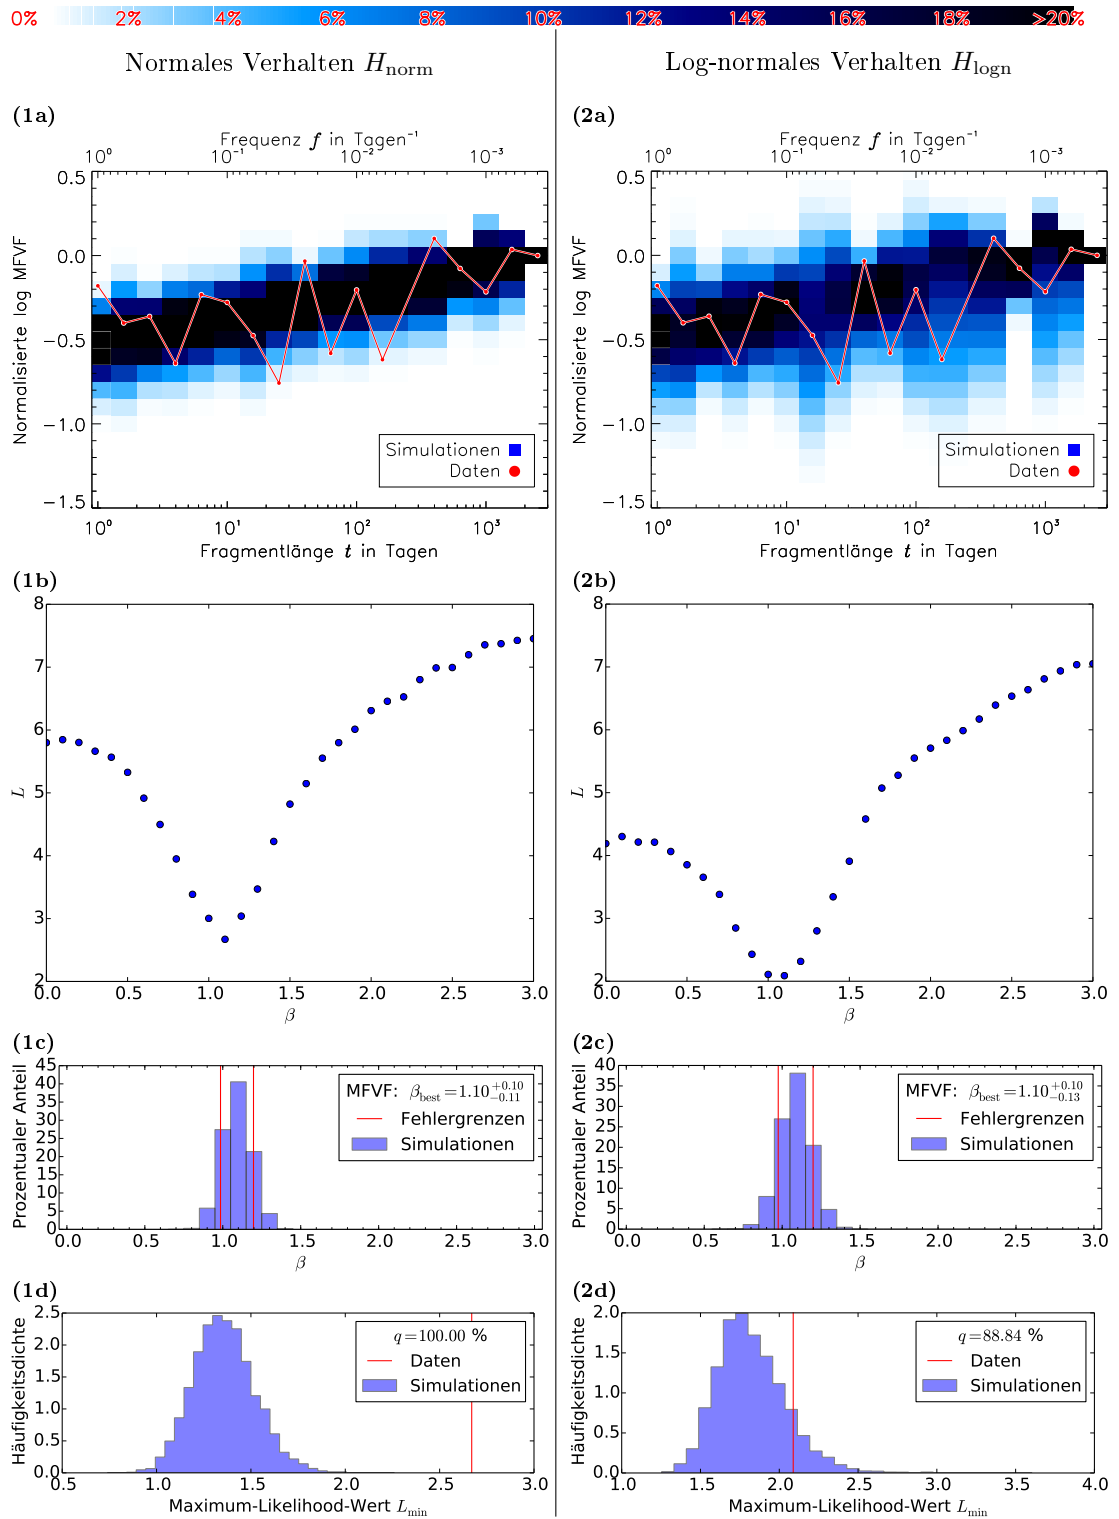 0% 2% 4% 6% 8% 10% 12% 14% 16% 18% >20%
Normales Verhalten H_norm
Log-normales Verhalten H_logn
(1a)
Frequenz f in Tagen⁻¹
10⁰ 10⁻¹ 10⁻² 10⁻³
Normalisierte log MFVF
0.5
0.0
−0.5
−1.0
−1.5
Simulationen
Daten
10⁰ 10¹ 10² 10³
Fragmentlänge t in Tagen
(2a)
Frequenz f in Tagen⁻¹
10⁰ 10⁻¹ 10⁻² 10⁻³
Normalisierte log MFVF
0.5
0.0
−0.5
−1.0
−1.5
Simulationen
Daten
10⁰ 10¹ 10² 10³
Fragmentlänge t in Tagen
(1b)
L
8
7
6
5
4
3
2
0.0 0.5 1.0 1.5 2.0 2.5 3.0
β
(2b)
L
8
7
6
5
4
3
2
0.0 0.5 1.0 1.5 2.0 2.5 3.0
β
(1c)
Prozentualer Anteil
45
40
35
30
25
20
15
10
5
0
MFVF: β_best=1.10^{+0.10}_{−0.11}
Fehlergrenzen
Simulationen
0.0 0.5 1.0 1.5 2.0 2.5 3.0
β
(2c)
Prozentualer Anteil
40
35
30
25
20
15
10
5
0
MFVF: β_best=1.10^{+0.10}_{−0.13}
Fehlergrenzen
Simulationen
0.0 0.5 1.0 1.5 2.0 2.5 3.0
β
(1d)
Häufigkeitsdichte
2.5
2.0
1.5
1.0
0.5
0.0
q=100.00 %
Daten
Simulationen
0.5 1.0 1.5 2.0 2.5 3.0
Maximum-Likelihood-Wert L_min
(2d)
Häufigkeitsdichte
2.0
1.5
1.0
0.5
0.0
q=88.84 %
Daten
Simulationen
1.0 1.5 2.0 2.5 3.0 3.5 4.0
Maximum-Likelihood-Wert L_min